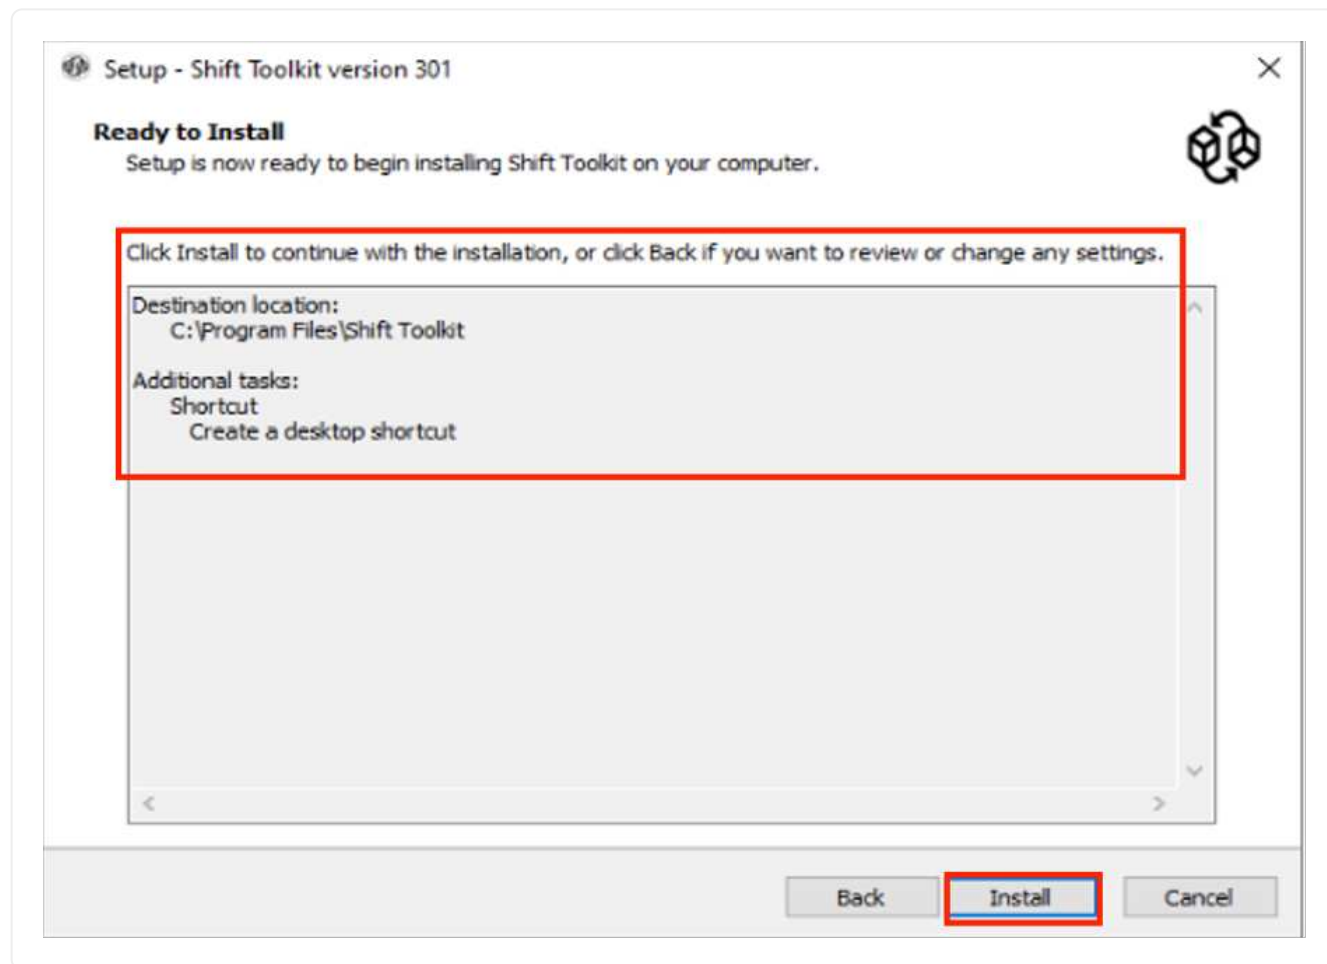 Setup - Shift Toolkit version 301
Ready to Install
Setup is now ready to begin installing Shift Toolkit on your computer.
Click Install to continue with the installation, or click Back if you want to review or change any settings.
Destination location:
C:\Program Files\Shift Toolkit
Additional tasks:
Shortcut
Create a desktop shortcut
Back
Install
Cancel